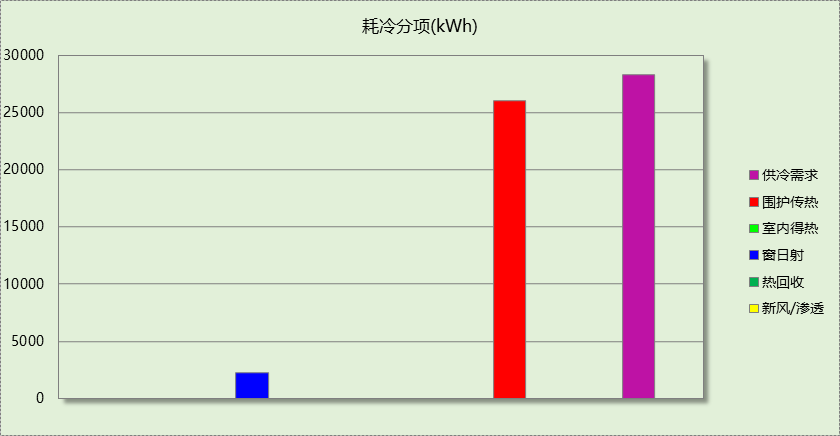 耗冷分项(kWh)
30000
25000
20000
15000
10000
5000
0
供冷需求
围护传热
室内得热
窗日射
热回收
新风/渗透